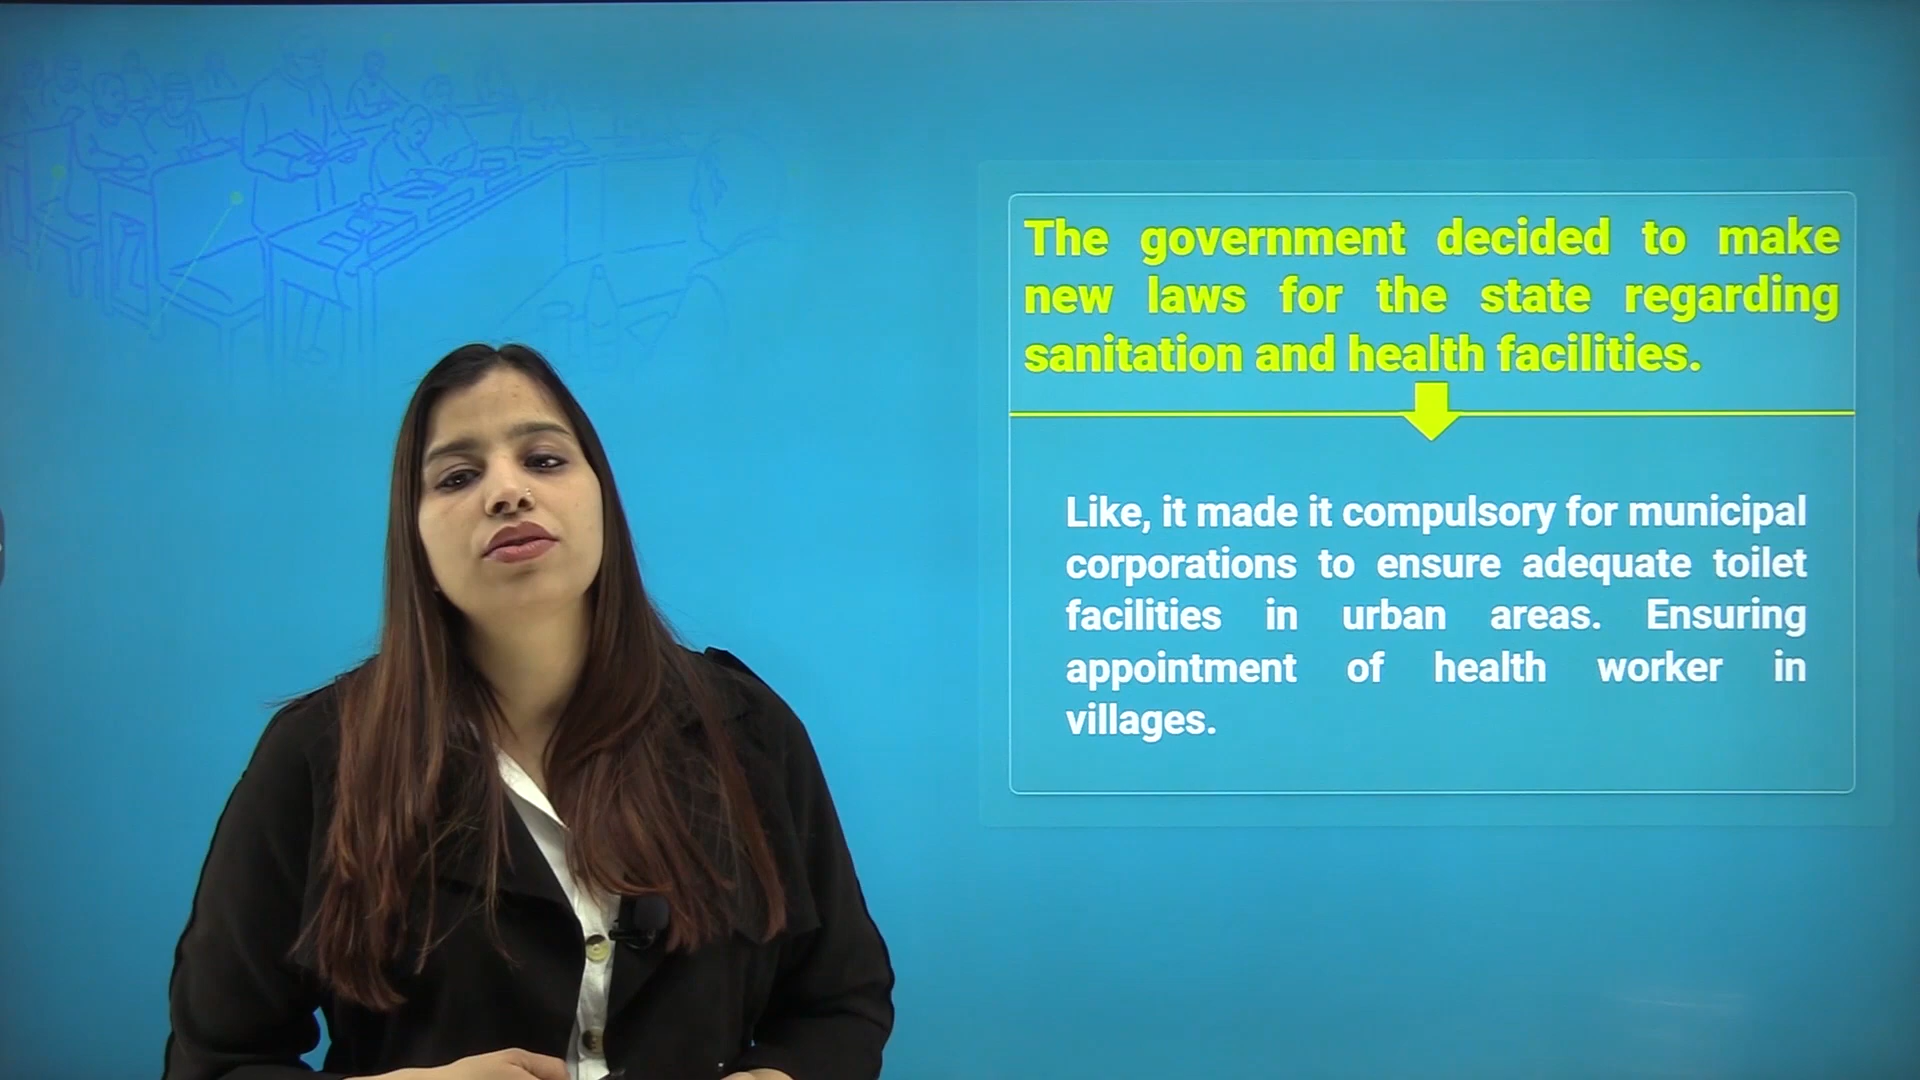 The government decided to make
new laws for the state regarding
sanitation and health facilities.
Like, it made it compulsory for municipal
corporations to ensure adequate toilet
facilities in urban areas. Ensuring
appointment of health worker in
villages.